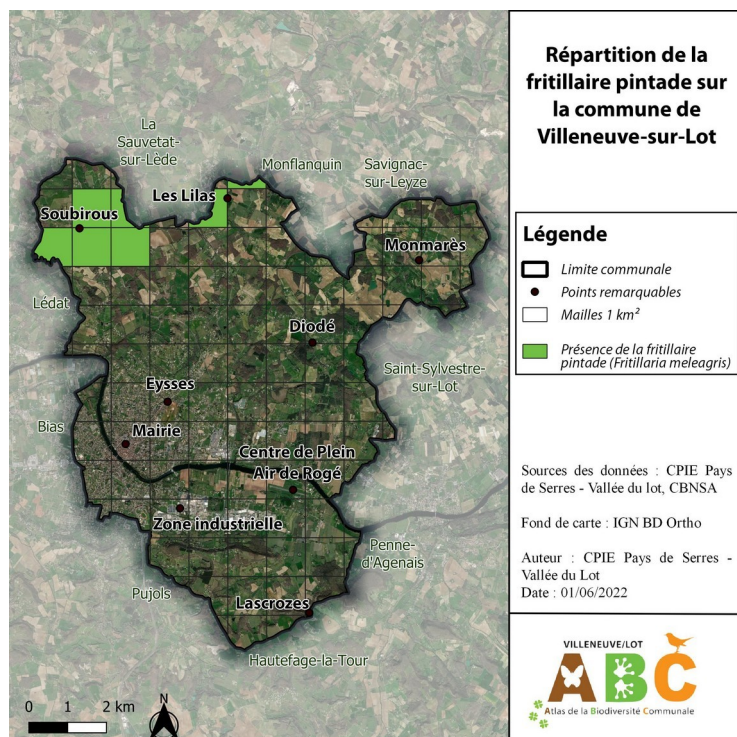 Répartition de la
fritillaire pintade sur
la commune de
Villeneuve-sur-Lot
La
Sauvetat-
sur-Lède
Monflanquin
Savignac-
sur-Leyze
Les Lilas
Soubirous
Monmarès
Lédat
Diodé
Saint-Sylvestre-
sur-Lot
Eysses
Bias
Mairie
Centre de Plein
Air de Rogé
Zone industrielle
Penne-
d'Agenais
Pujols
Lascrozes
Hautefage-la-Tour
0 1 2 km
N
Légende
Limite communale
Points remarquables
Mailles 1 km²
Présence de la fritillaire
pintade (Fritillaria meleagris)
Sources des données : CPIE Pays
de Serres - Vallée du lot, CBNSA
Fond de carte : IGN BD Ortho
Auteur : CPIE Pays de Serres -
Vallée du Lot
Date : 01/06/2022
VILLENEUVE/LOT
ABC
Atlas de la Biodiversité Communale